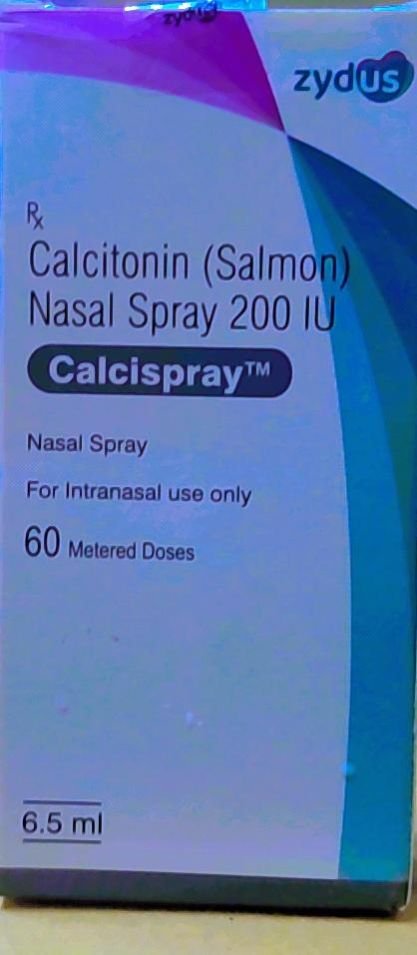 zydus
zydus
Rx
Calcitonin (Salmon)
Nasal Spray 200 IU
Calcispray™
Nasal Spray
For Intranasal use only
60 Metered Doses
6.5 ml